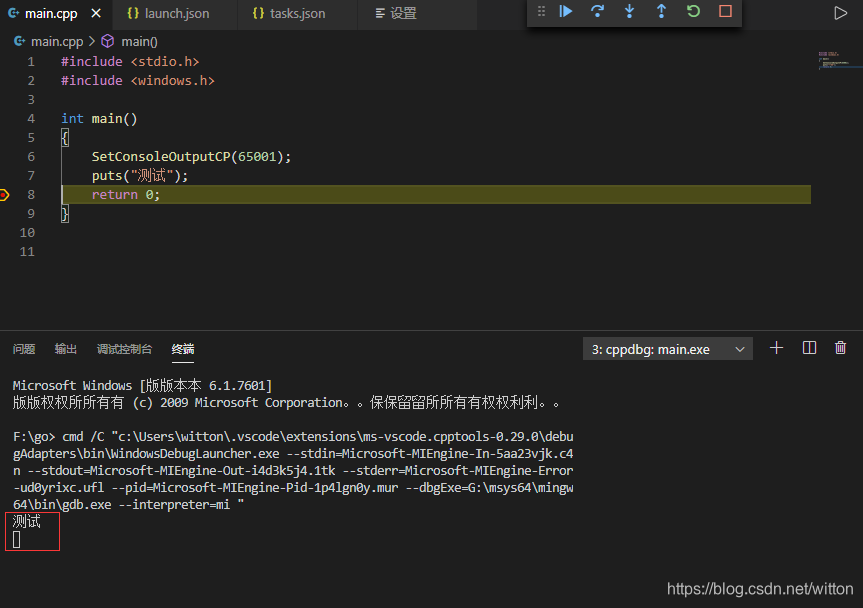 main.cpp launch.json tasks.json 设置
main.cpp > main()
1 #include <stdio.h>
2 #include <windows.h>
3
4 int main()
5 {
6 SetConsoleOutputCP(65001);
7 puts("测试");
8 return 0;
9 }
10
11
问题 输出 调试控制台 终端 3: cppdbg: main.exe
Microsoft Windows [版版本本 6.1.7601]
版版权权所所有有 (c) 2009 Microsoft Corporation。。保保留留所所有有权权利利。。
F:\go> cmd /C "c:\Users\witton\.vscode\extensions\ms-vscode.cpptools-0.29.0\debu
gAdapters\bin\WindowsDebugLauncher.exe --stdin=Microsoft-MIEngine-In-5aa23vjk.c4
n --stdout=Microsoft-MIEngine-Out-i4d3k5j4.1tk --stderr=Microsoft-MIEngine-Error
-ud0yrixc.ufl --pid=Microsoft-MIEngine-Pid-1p4lgn0y.mur --dbgExe=G:\msys64\mingw
64\bin\gdb.exe --interpreter=mi "
测试
https://blog.csdn.net/witton